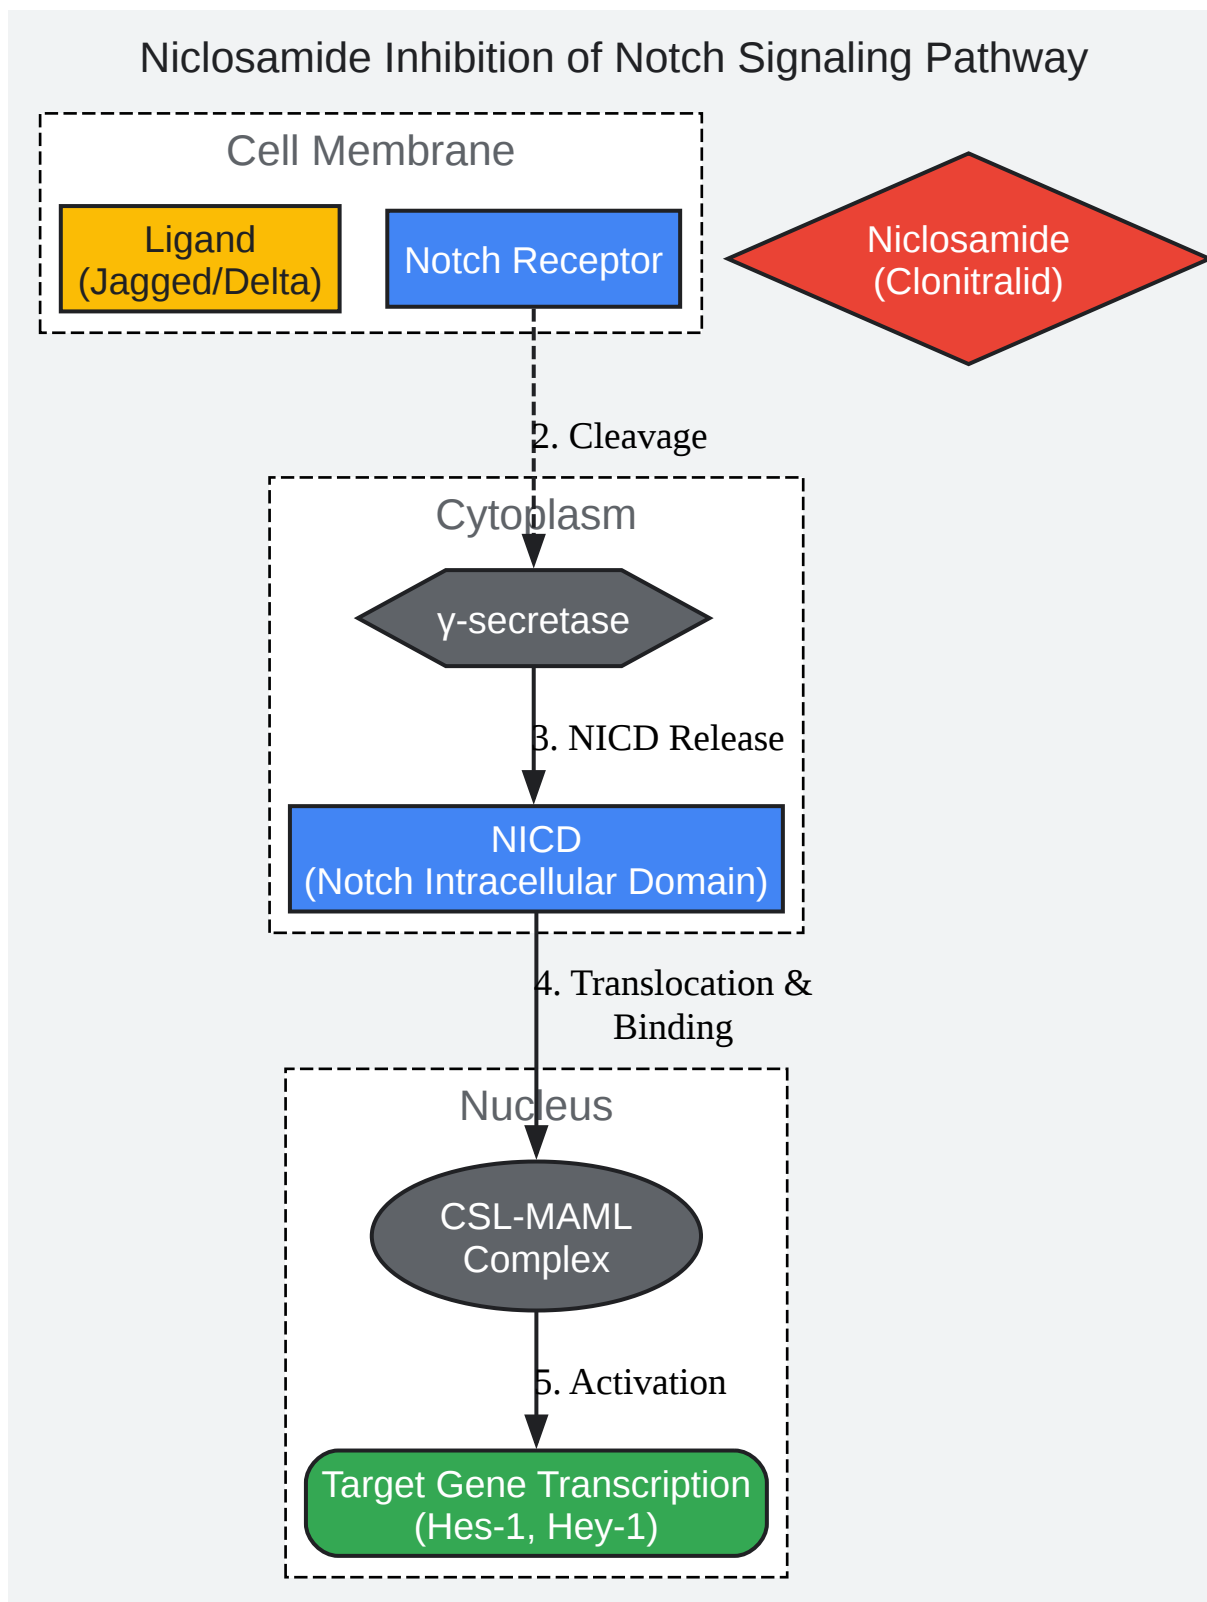 Niclosamide Inhibition of Notch Signaling Pathway
Cell Membrane
Ligand
(Jagged/Delta)
Notch Receptor
Niclosamide
(Clonitralid)
2. Cleavage
Cytoplasm
γ-secretase
3. NICD Release
NICD
(Notch Intracellular Domain)
4. Translocation &
Binding
Nucleus
CSL-MAML
Complex
5. Activation
Target Gene Transcription
(Hes-1, Hey-1)